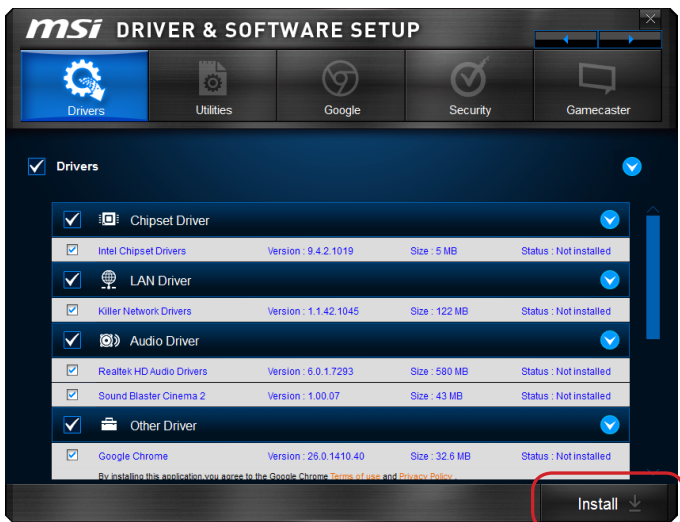 msi DRIVER & SOFTWARE SETUP
Drivers Utilities Google Security Gamecaster
Drivers
Chipset Driver
Intel Chipset Drivers Version : 9.4.2.1019 Size : 5 MB Status : Not installed
LAN Driver
Killer Network Drivers Version : 1.1.42.1045 Size : 122 MB Status : Not installed
Audio Driver
Realtek HD Audio Drivers Version : 6.0.1.7293 Size : 580 MB Status : Not installed
Sound Blaster Cinema 2 Version : 1.00.07 Size : 43 MB Status : Not installed
Other Driver
Google Chrome Version : 26.0.1410.40 Size : 32.6 MB Status : Not installed
By installing this application,you agree to the Google Chrome Terms of use and Privacy Policy .
Install